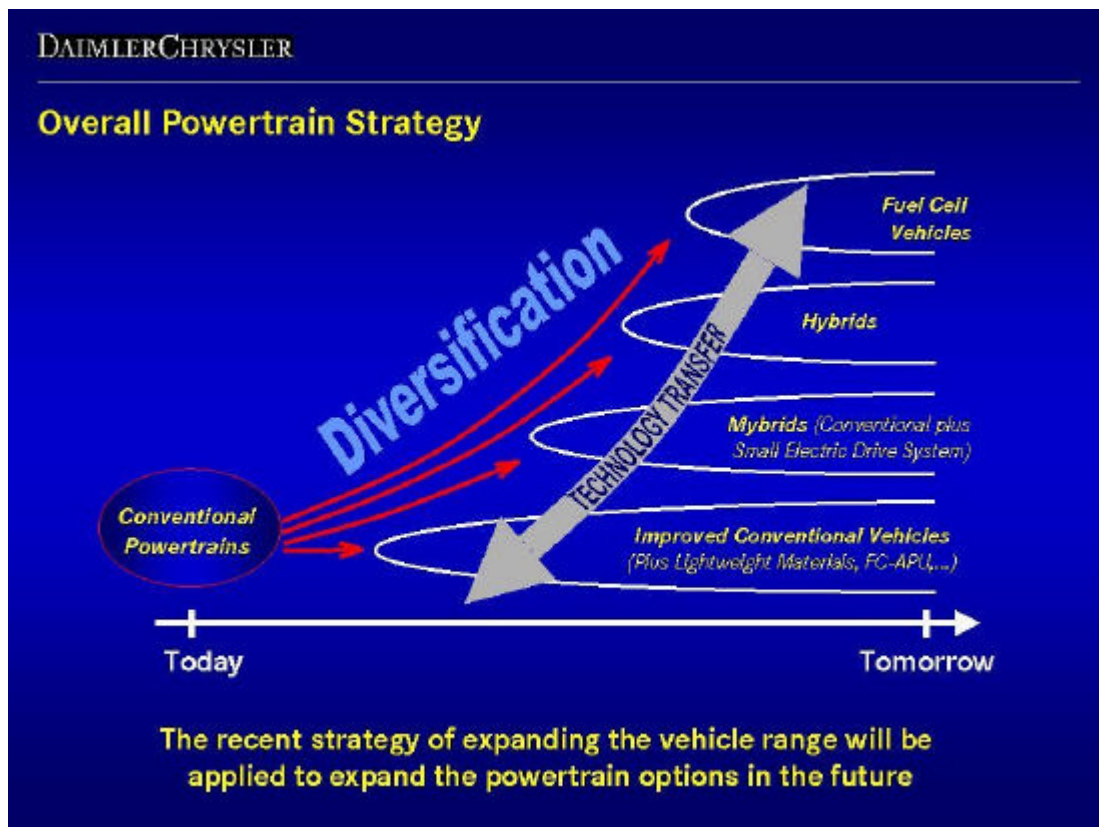 DAIMLERCHRYSLER
Overall Powertrain Strategy
Fuel Cell
Vehicles
Diversification
Hybrids
TECHNOLOGY TRANSFER
Mybrids (Conventional plus
Small Electric Drive System)
Conventional
Powertrains
Improved Conventional Vehicles
(Plus Lightweight Materials, FC-APU,...)
Today
Tomorrow
The recent strategy of expanding the vehicle range will be
applied to expand the powertrain options in the future